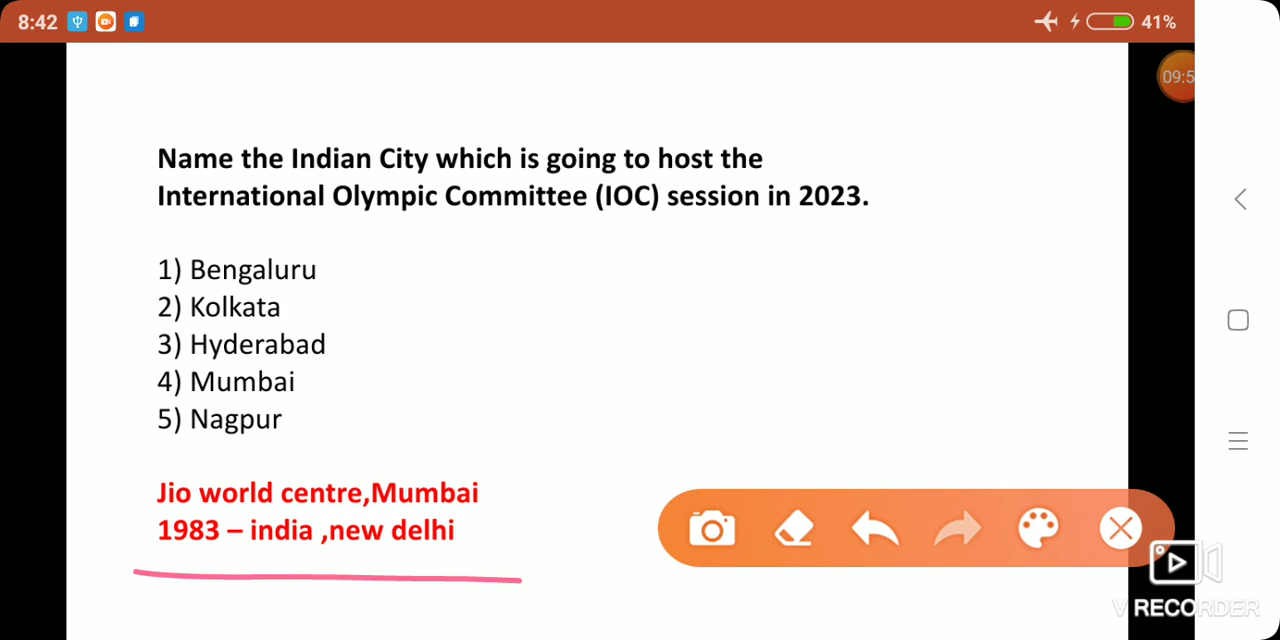 8:42
41%
09:5
Name the Indian City which is going to host the
International Olympic Committee (IOC) session in 2023.
1) Bengaluru
2) Kolkata
3) Hyderabad
4) Mumbai
5) Nagpur
Jio world centre,Mumbai
1983 – india ,new delhi
V RECORDER